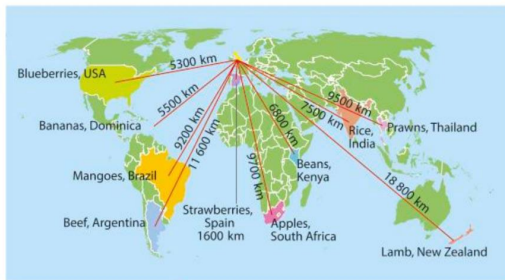 Blueberries, USA
5300 km
5500 km
Bananas, Dominica
9200 km
11 600 km
Mangoes, Brazil
Beef, Argentina
Strawberries,
Spain
1600 km
9700 km
Apples,
South Africa
6800 km
Beans,
Kenya
7500 km
Rice,
India
9500 km
Prawns, Thailand
18 800 km
Lamb, New Zealand